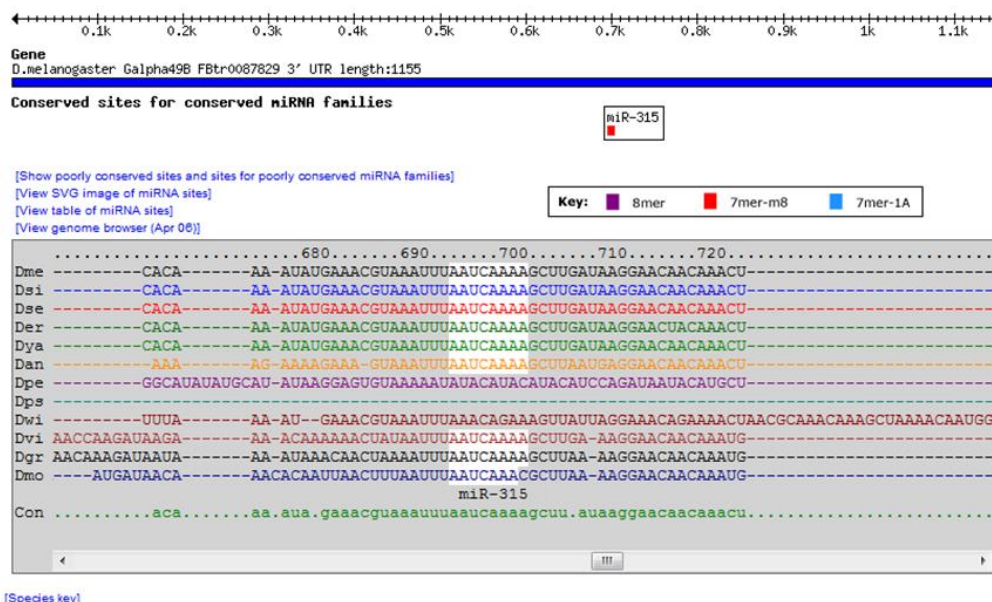 0.1k 0.2k 0.3k 0.4k 0.5k 0.6k 0.7k 0.8k 0.9k 1k 1.1k
Gene
D.melanogaster Galpha49B FBtr0087829 3′ UTR length:1155
Conserved sites for conserved miRNA families
miR-315
[Show poorly conserved sites and sites for poorly conserved miRNA families]
[View SVG image of miRNA sites]
[View table of miRNA sites]
[View genome browser (Apr 06)]
Key: 8mer 7mer-m8 7mer-1A
.........................680.......690.......700.......710.......720...........................
Dme ---------CACA-------AA-AUAUGAAACGUAAAUUUAAUCAAAAGCUUGAUAAGGAACAACAAACU-------------------------
Dsi ---------CACA-------AA-AUAUGAAACGUAAAUUUAAUCAAAAGCUUGAUAAGGAACAACAAACU-------------------------
Dse ---------CACA-------AA-AUAUGAAACGUAAAUUUAAUCAAAAGCUUGAUAAGGAACAACAAACU-------------------------
Der ---------CACA-------AA-AUAUGAAACGUAAAUUUAAUCAAAAGCUUGAUAAGGAACUACAAACU-------------------------
Dya ---------CACA-------AA-AUAUGAAACGUAAAUUUAAUCAAAAGCUUGAUAAGGAACAACAAACU-------------------------
Dan ----------AAA-------AG-AAAAGAAA-GUAAAUUUAAUCAAAAGCUUAAUGAGGAACAACAAACU-------------------------
Dpe ---------GGCAUAUAUGCAU-AUAAGGAGUGUAAAAAUAUACAUACAUACAUCCAGAUAAUACAUGCU-------------------------
Dps -----------------------------------------------------------------------------------------------
Dwi ---------UUUA-------AA-AU--GAAACGUAAAUUUAAACAGAAAGUUAUUAGGAAACAGAAAACUAACGCAAACAAAGCUAAAACAAUGG
Dvi AACCAAGAUAAGA-------AA-ACAAAAAACUAUAAUUUAAUCAAAAGCUUGA-AAGGAACAACAAAUG-------------------------
Dgr AACAAAGAUAAUA-------AA-AUAAACAACUAAAAUUUAAUCAAAAGCUUAA-AAGGAACAACAAAUG-------------------------
Dmo ----AUGAUAACA-------AACACAAUUAACUUUAAUUUAAUCAAACGCUUAA-AAGGAACAACAAAUG-------------------------
miR-315
Con ..........aca.......aa.aua.gaaacguaaauuuaaucaaaagcuu.auaaggaacaacaaacu.........................
[Species key]